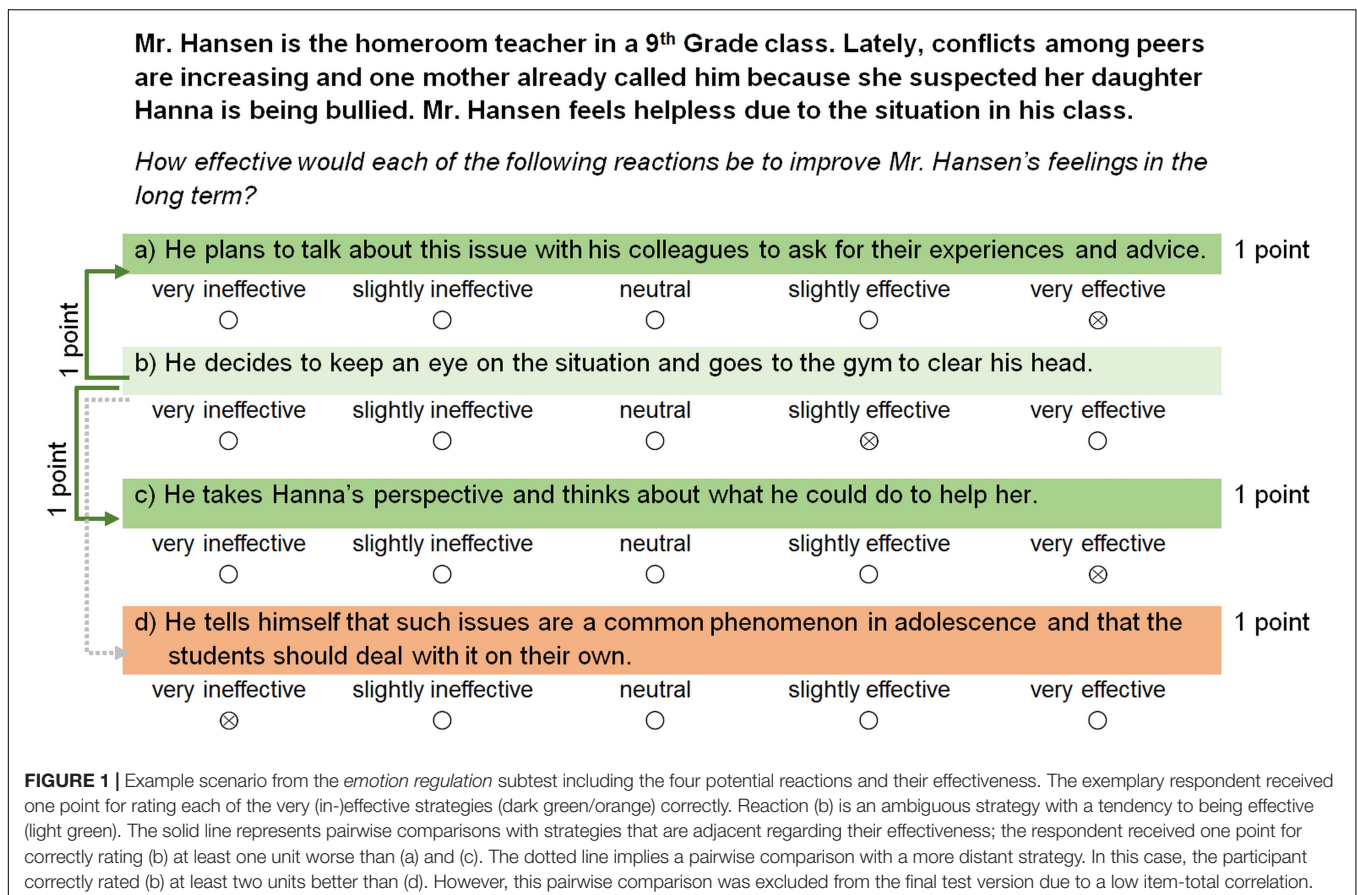 Mr. Hansen is the homeroom teacher in a 9th Grade class. Lately, conflicts among peers
are increasing and one mother already called him because she suspected her daughter
Hanna is being bullied. Mr. Hansen feels helpless due to the situation in his class.
How effective would each of the following reactions be to improve Mr. Hansen's feelings in the
long term?
a) He plans to talk about this issue with his colleagues to ask for their experiences and advice. 1 point
very ineffective slightly ineffective neutral slightly effective very effective
1 point
b) He decides to keep an eye on the situation and goes to the gym to clear his head.
very ineffective slightly ineffective neutral slightly effective very effective
1 point
c) He takes Hanna's perspective and thinks about what he could do to help her. 1 point
very ineffective slightly ineffective neutral slightly effective very effective
d) He tells himself that such issues are a common phenomenon in adolescence and that the 1 point
students should deal with it on their own.
very ineffective slightly ineffective neutral slightly effective very effective
FIGURE 1 | Example scenario from the emotion regulation subtest including the four potential reactions and their effectiveness. The exemplary respondent received
one point for rating each of the very (in-)effective strategies (dark green/orange) correctly. Reaction (b) is an ambiguous strategy with a tendency to being effective
(light green). The solid line represents pairwise comparisons with strategies that are adjacent regarding their effectiveness; the respondent received one point for
correctly rating (b) at least one unit worse than (a) and (c). The dotted line implies a pairwise comparison with a more distant strategy. In this case, the participant
correctly rated (b) at least two units better than (d). However, this pairwise comparison was excluded from the final test version due to a low item-total correlation.